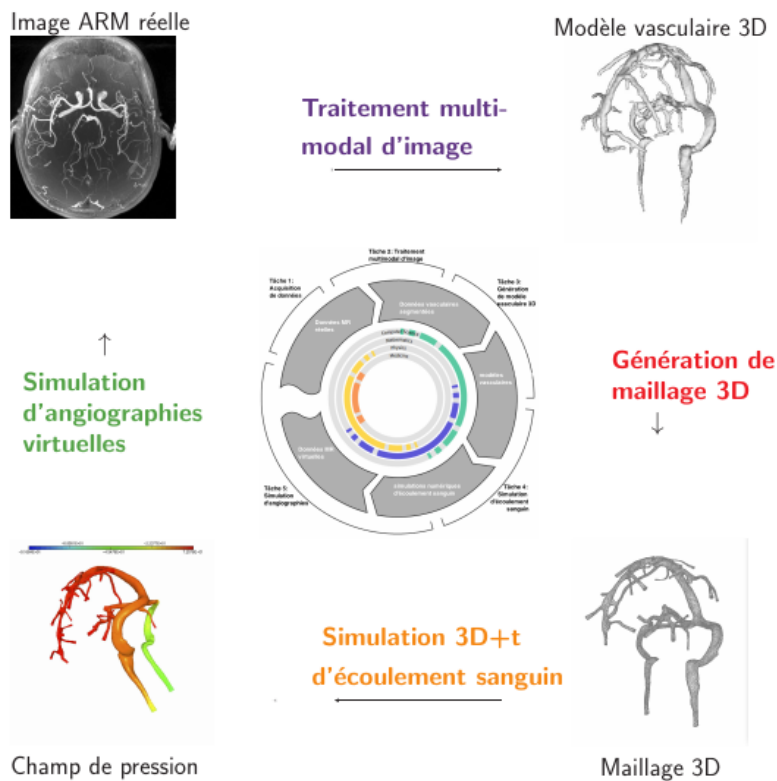 Image ARM réelle
Modèle vasculaire 3D
Traitement multi-
modal d'image
Tâche 2: Traitement
multimodal d'image
Tâche 1:
Acquisition
de données
Tâche 3:
Génération
de modèle
vasculaire 3D
Données vasculaires
segmentées
Données MR
réelles
Mathematics
Physics
Medicine
modèles
vasculaires
Génération de
maillage 3D
Simulation
d'angiographies
virtuelles
Données MR
virtuelles
simulations numériques
d'écoulement sanguin
Tâche 5:
Simulation
d'angiographies
Tâche 4:
Simulation
d'écoulement
sanguin
Simulation 3D+t
d'écoulement sanguin
Champ de pression
Maillage 3D